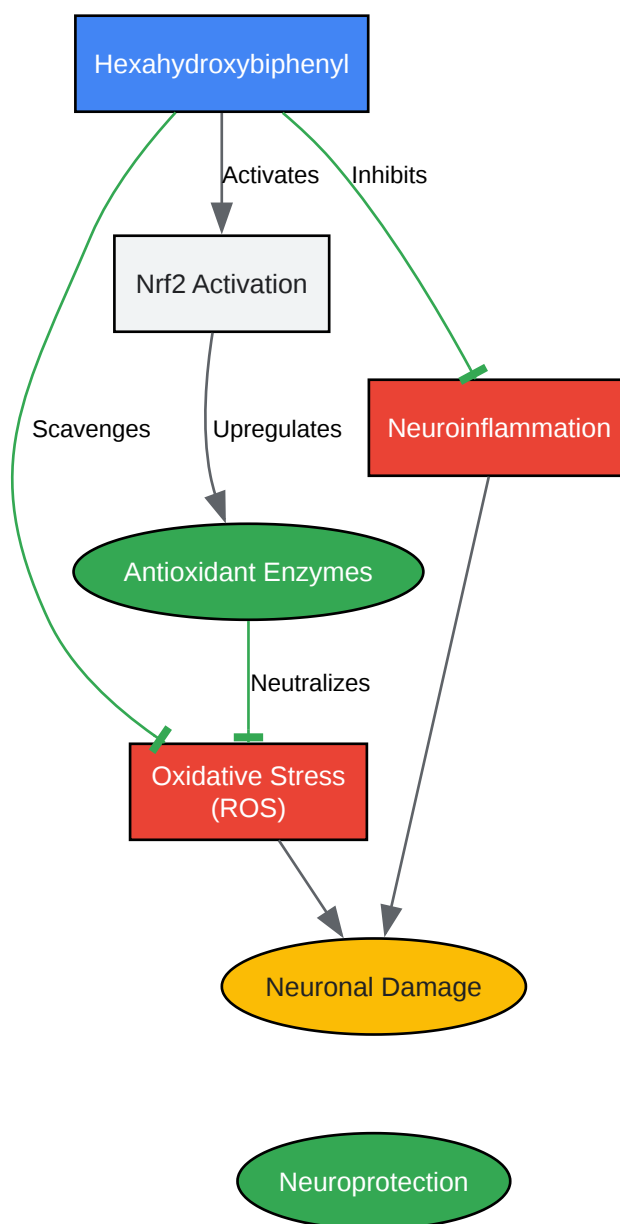 Hexahydroxybiphenyl
Activates
Inhibits
Nrf2 Activation
Scavenges
Upregulates
Neuroinflammation
Antioxidant Enzymes
Neutralizes
Oxidative Stress
(ROS)
Neuronal Damage
Neuroprotection